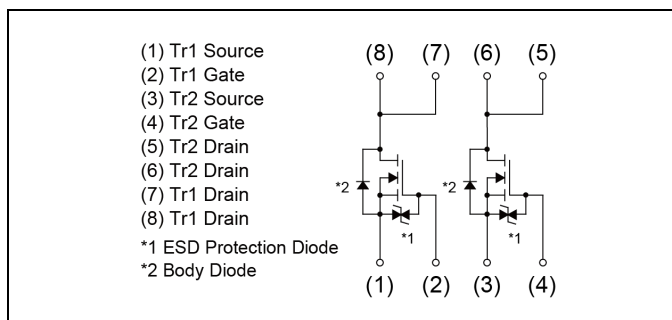 (1) Tr1 Source
(2) Tr1 Gate
(3) Tr2 Source
(4) Tr2 Gate
(5) Tr2 Drain
(6) Tr2 Drain
(7) Tr1 Drain
(8) Tr1 Drain
*1 ESD Protection Diode
*2 Body Diode
(8) (7) (6) (5)
*2 *2
*1 *1
(1) (2) (3) (4)